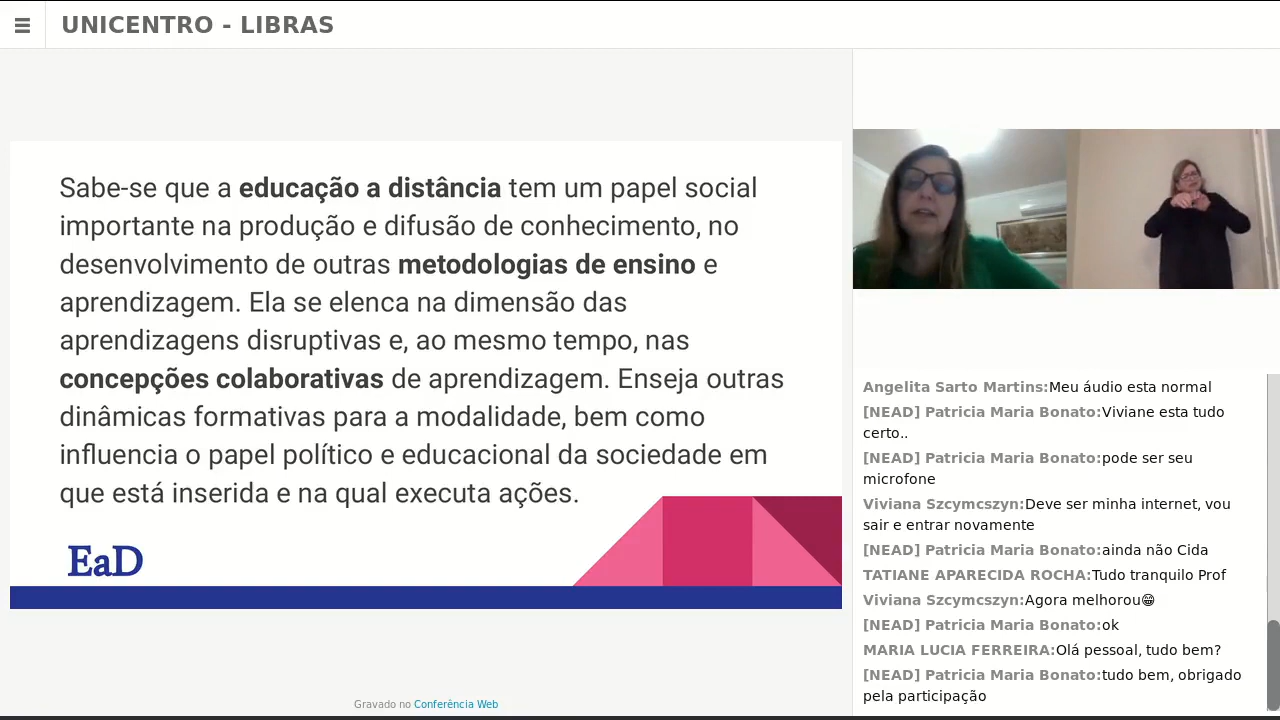 UNICENTRO - LIBRAS
Sabe-se que a educação a distância tem um papel social
importante na produção e difusão de conhecimento, no
desenvolvimento de outras metodologias de ensino e
aprendizagem. Ela se elenca na dimensão das
aprendizagens disruptivas e, ao mesmo tempo, nas
concepções colaborativas de aprendizagem. Enseja outras
dinâmicas formativas para a modalidade, bem como
influencia o papel político e educacional da sociedade em
que está inserida e na qual executa ações.
EaD
Gravado no Conferência Web
Angelita Sarto Martins:Meu áudio esta normal
[NEAD] Patricia Maria Bonato:Viviane esta tudo
certo..
[NEAD] Patricia Maria Bonato:pode ser seu
microfone
Viviana Szcymcszyn:Deve ser minha internet, vou
sair e entrar novamente
[NEAD] Patricia Maria Bonato:ainda não Cida
TATIANE APARECIDA ROCHA:Tudo tranquilo Prof
Viviana Szcymcszyn:Agora melhorou😁
[NEAD] Patricia Maria Bonato:ok
MARIA LUCIA FERREIRA:Olá pessoal, tudo bem?
[NEAD] Patricia Maria Bonato:tudo bem, obrigado
pela participação